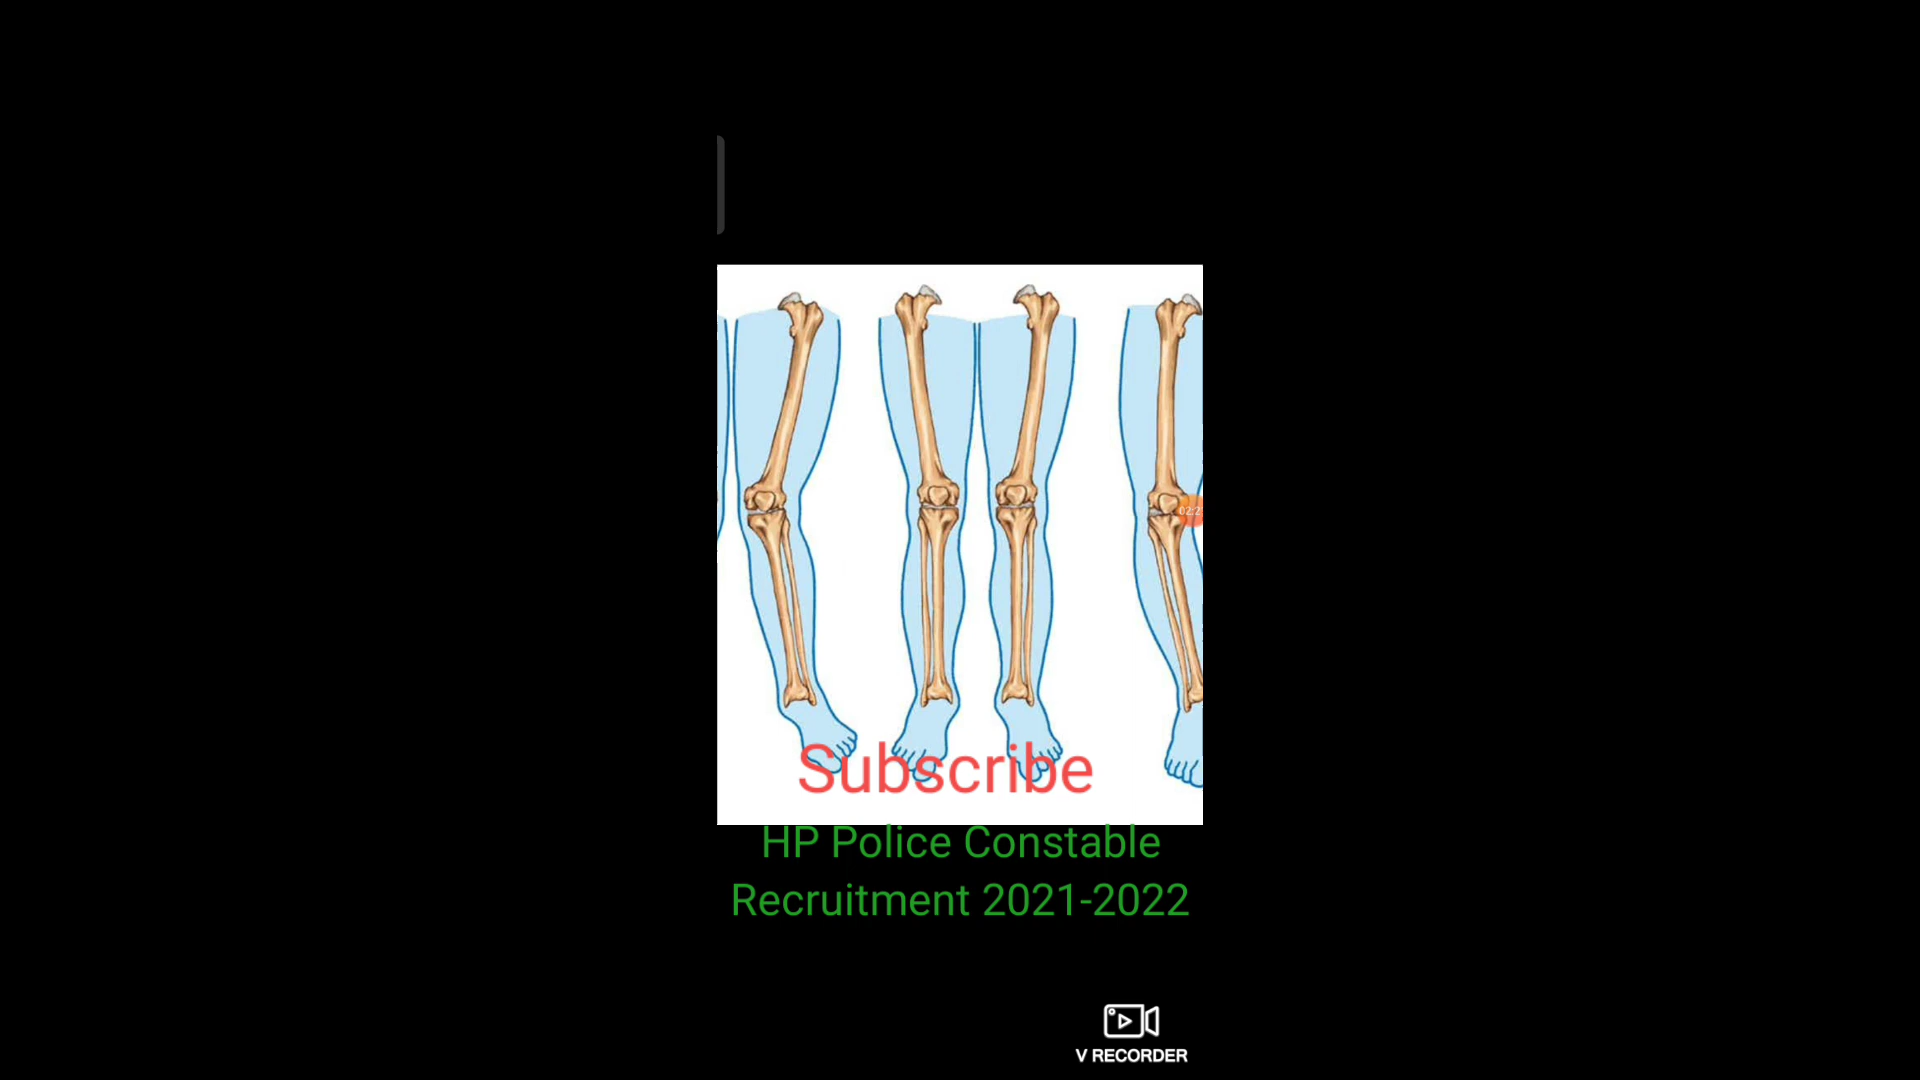 Subscribe
HP Police Constable
Recruitment 2021-2022
V RECORDER